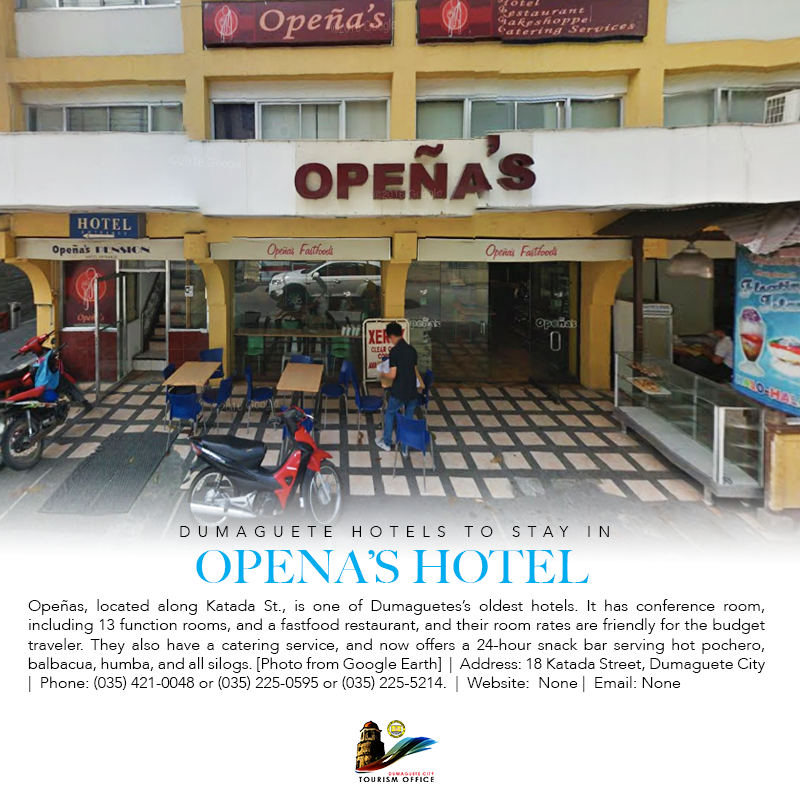 Opeña's
Hotel
Restaurant
Bakeshoppe
Catering Services
OPEÑA'S
HOTEL
Opeña's PENSION
Opeñas Fastfoods
Opeñas Fastfoods
XEROX
CLEAR
Opeñas
HALO-HALO
DUMAGUETE HOTELS TO STAY IN
OPENA'S HOTEL
Opeñas, located along Katada St., is one of Dumaguetes's oldest hotels. It has conference room,
including 13 function rooms, and a fastfood restaurant, and their room rates are friendly for the budget
traveler. They also have a catering service, and now offers a 24-hour snack bar serving hot pochero,
balbacua, humba, and all silogs. [Photo from Google Earth] | Address: 18 Katada Street, Dumaguete City
| Phone: (035) 421-0048 or (035) 225-0595 or (035) 225-5214. | Website: None | Email: None
DUMAGUETE CITY
TOURISM OFFICE